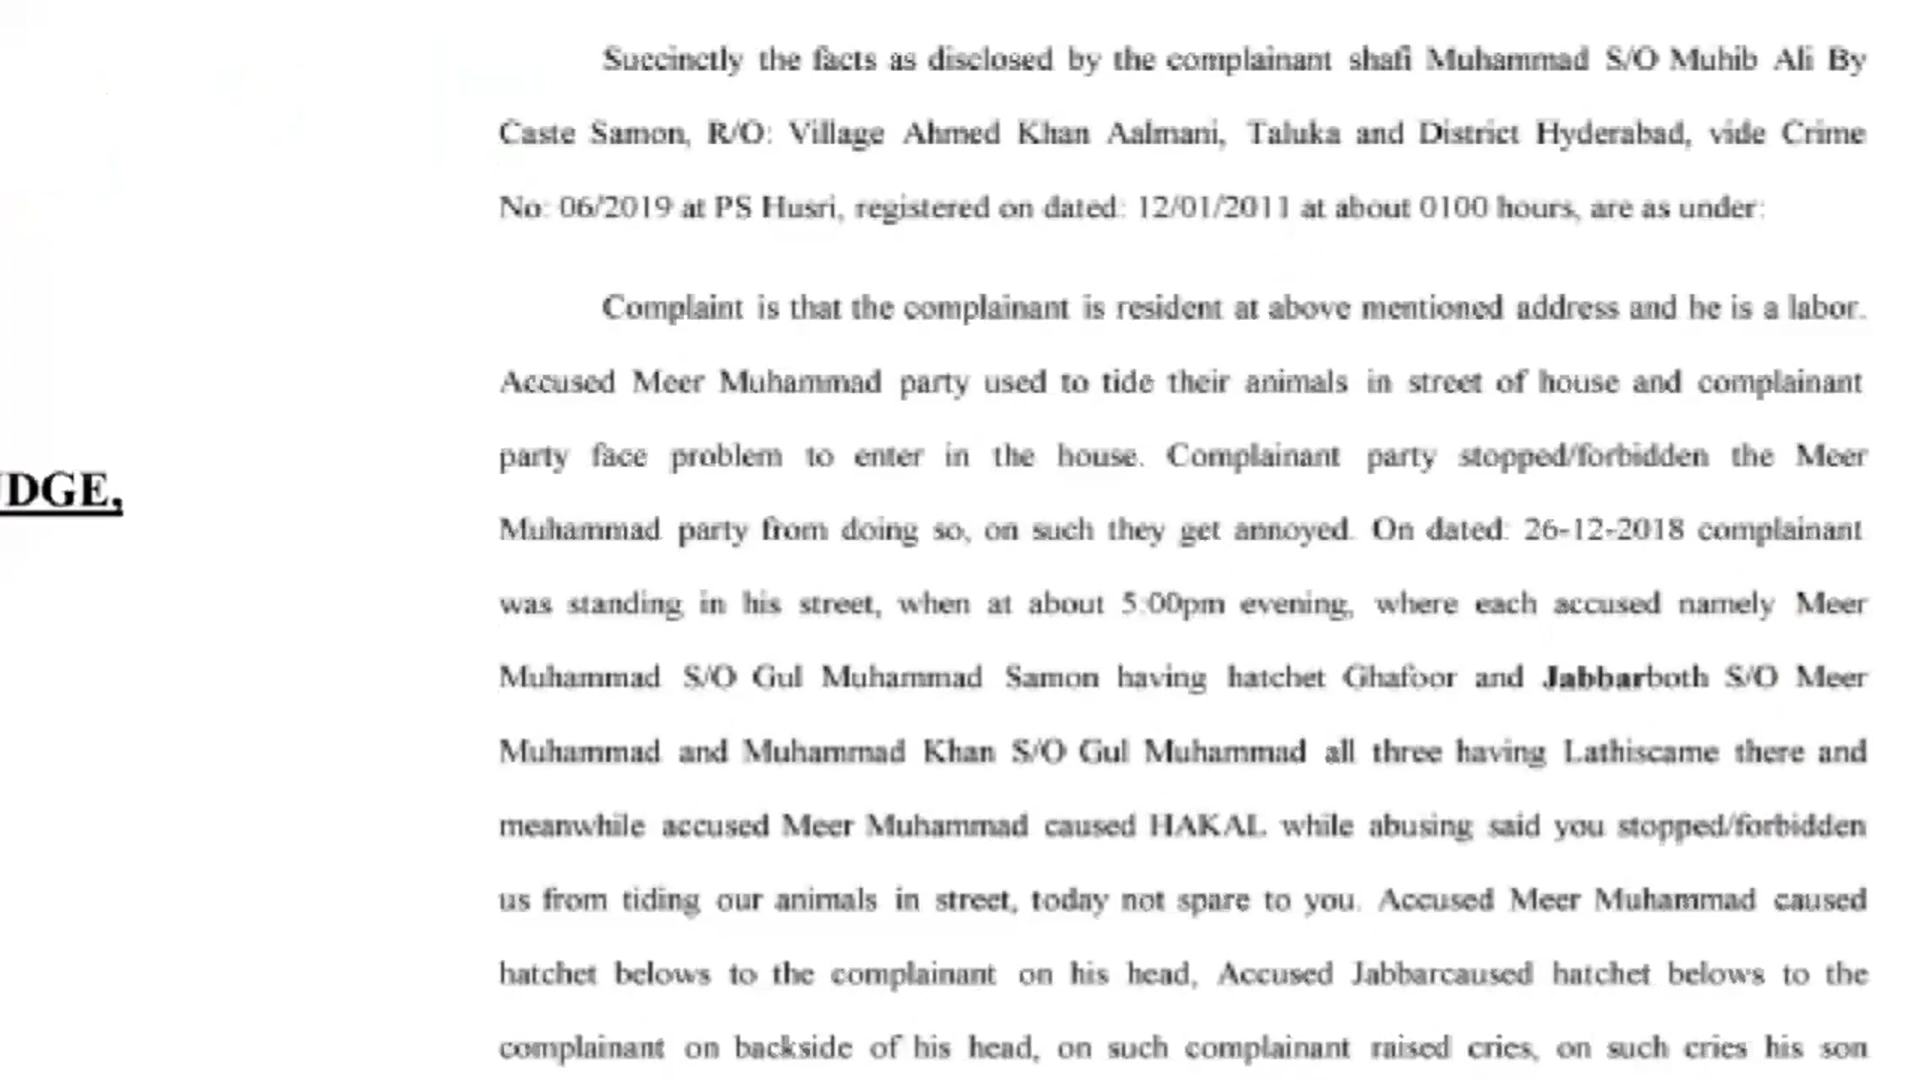 Succinctly the facts as disclosed by the complainant shafi Muhammad S/O Muhib Ali By
Caste Samon, R/O: Village Ahmed Khan Aalmani, Taluka and District Hyderabad, vide Crime
No: 06/2019 at PS Husri, registered on dated: 12/01/2011 at about 0100 hours, are as under:
Complaint is that the complainant is resident at above mentioned address and he is a labor.
Accused Meer Muhammad party used to tide their animals in street of house and complainant
party face problem to enter in the house. Complainant party stopped/forbidden the Meer
UDGE,
Muhammad party from doing so, on such they get annoyed. On dated: 26-12-2018 complainant
was standing in his street, when at about 5:00pm evening, where each accused namely Meer
Muhammad S/O Gul Muhammad Samon having hatchet Ghafoor and Jabbarboth S/O Meer
Muhammad and Muhammad Khan S/O Gul Muhammad all three having Lathiscame there and
meanwhile accused Meer Muhammad caused HAKAL while abusing said you stopped/forbidden
us from tiding our animals in street, today not spare to you. Accused Meer Muhammad caused
hatchet belows to the complainant on his head, Accused Jabbarcaused hatchet belows to the
complainant on backside of his head, on such complainant raised cries, on such cries his son